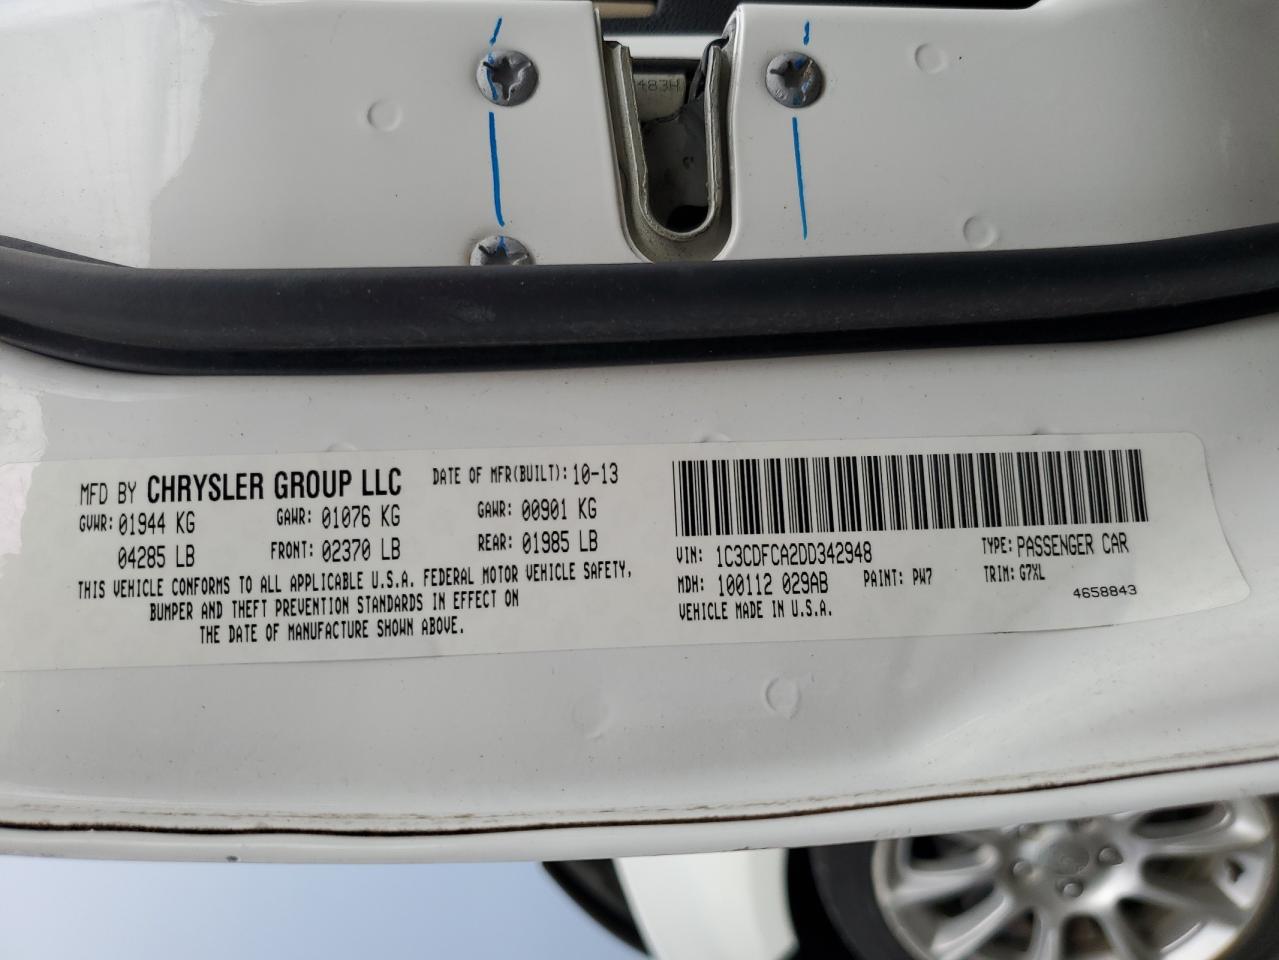 483H
MFD BY CHRYSLER GROUP LLC DATE OF MFR(BUILT): 10-13
GVWR: 01944 KG GAWR: 01076 KG GAWR: 00901 KG
04285 LB FRONT: 02370 LB REAR: 01985 LB
THIS VEHICLE CONFORMS TO ALL APPLICABLE U.S.A. FEDERAL MOTOR VEHICLE SAFETY,
BUMPER AND THEFT PREVENTION STANDARDS IN EFFECT ON
THE DATE OF MANUFACTURE SHOWN ABOVE.
VIN: 1C3CDFCA2DD342948 TYPE: PASSENGER CAR
MDH: 100112 029AB PAINT: PW7 TRIM: G7XL
VEHICLE MADE IN U.S.A. 4658843